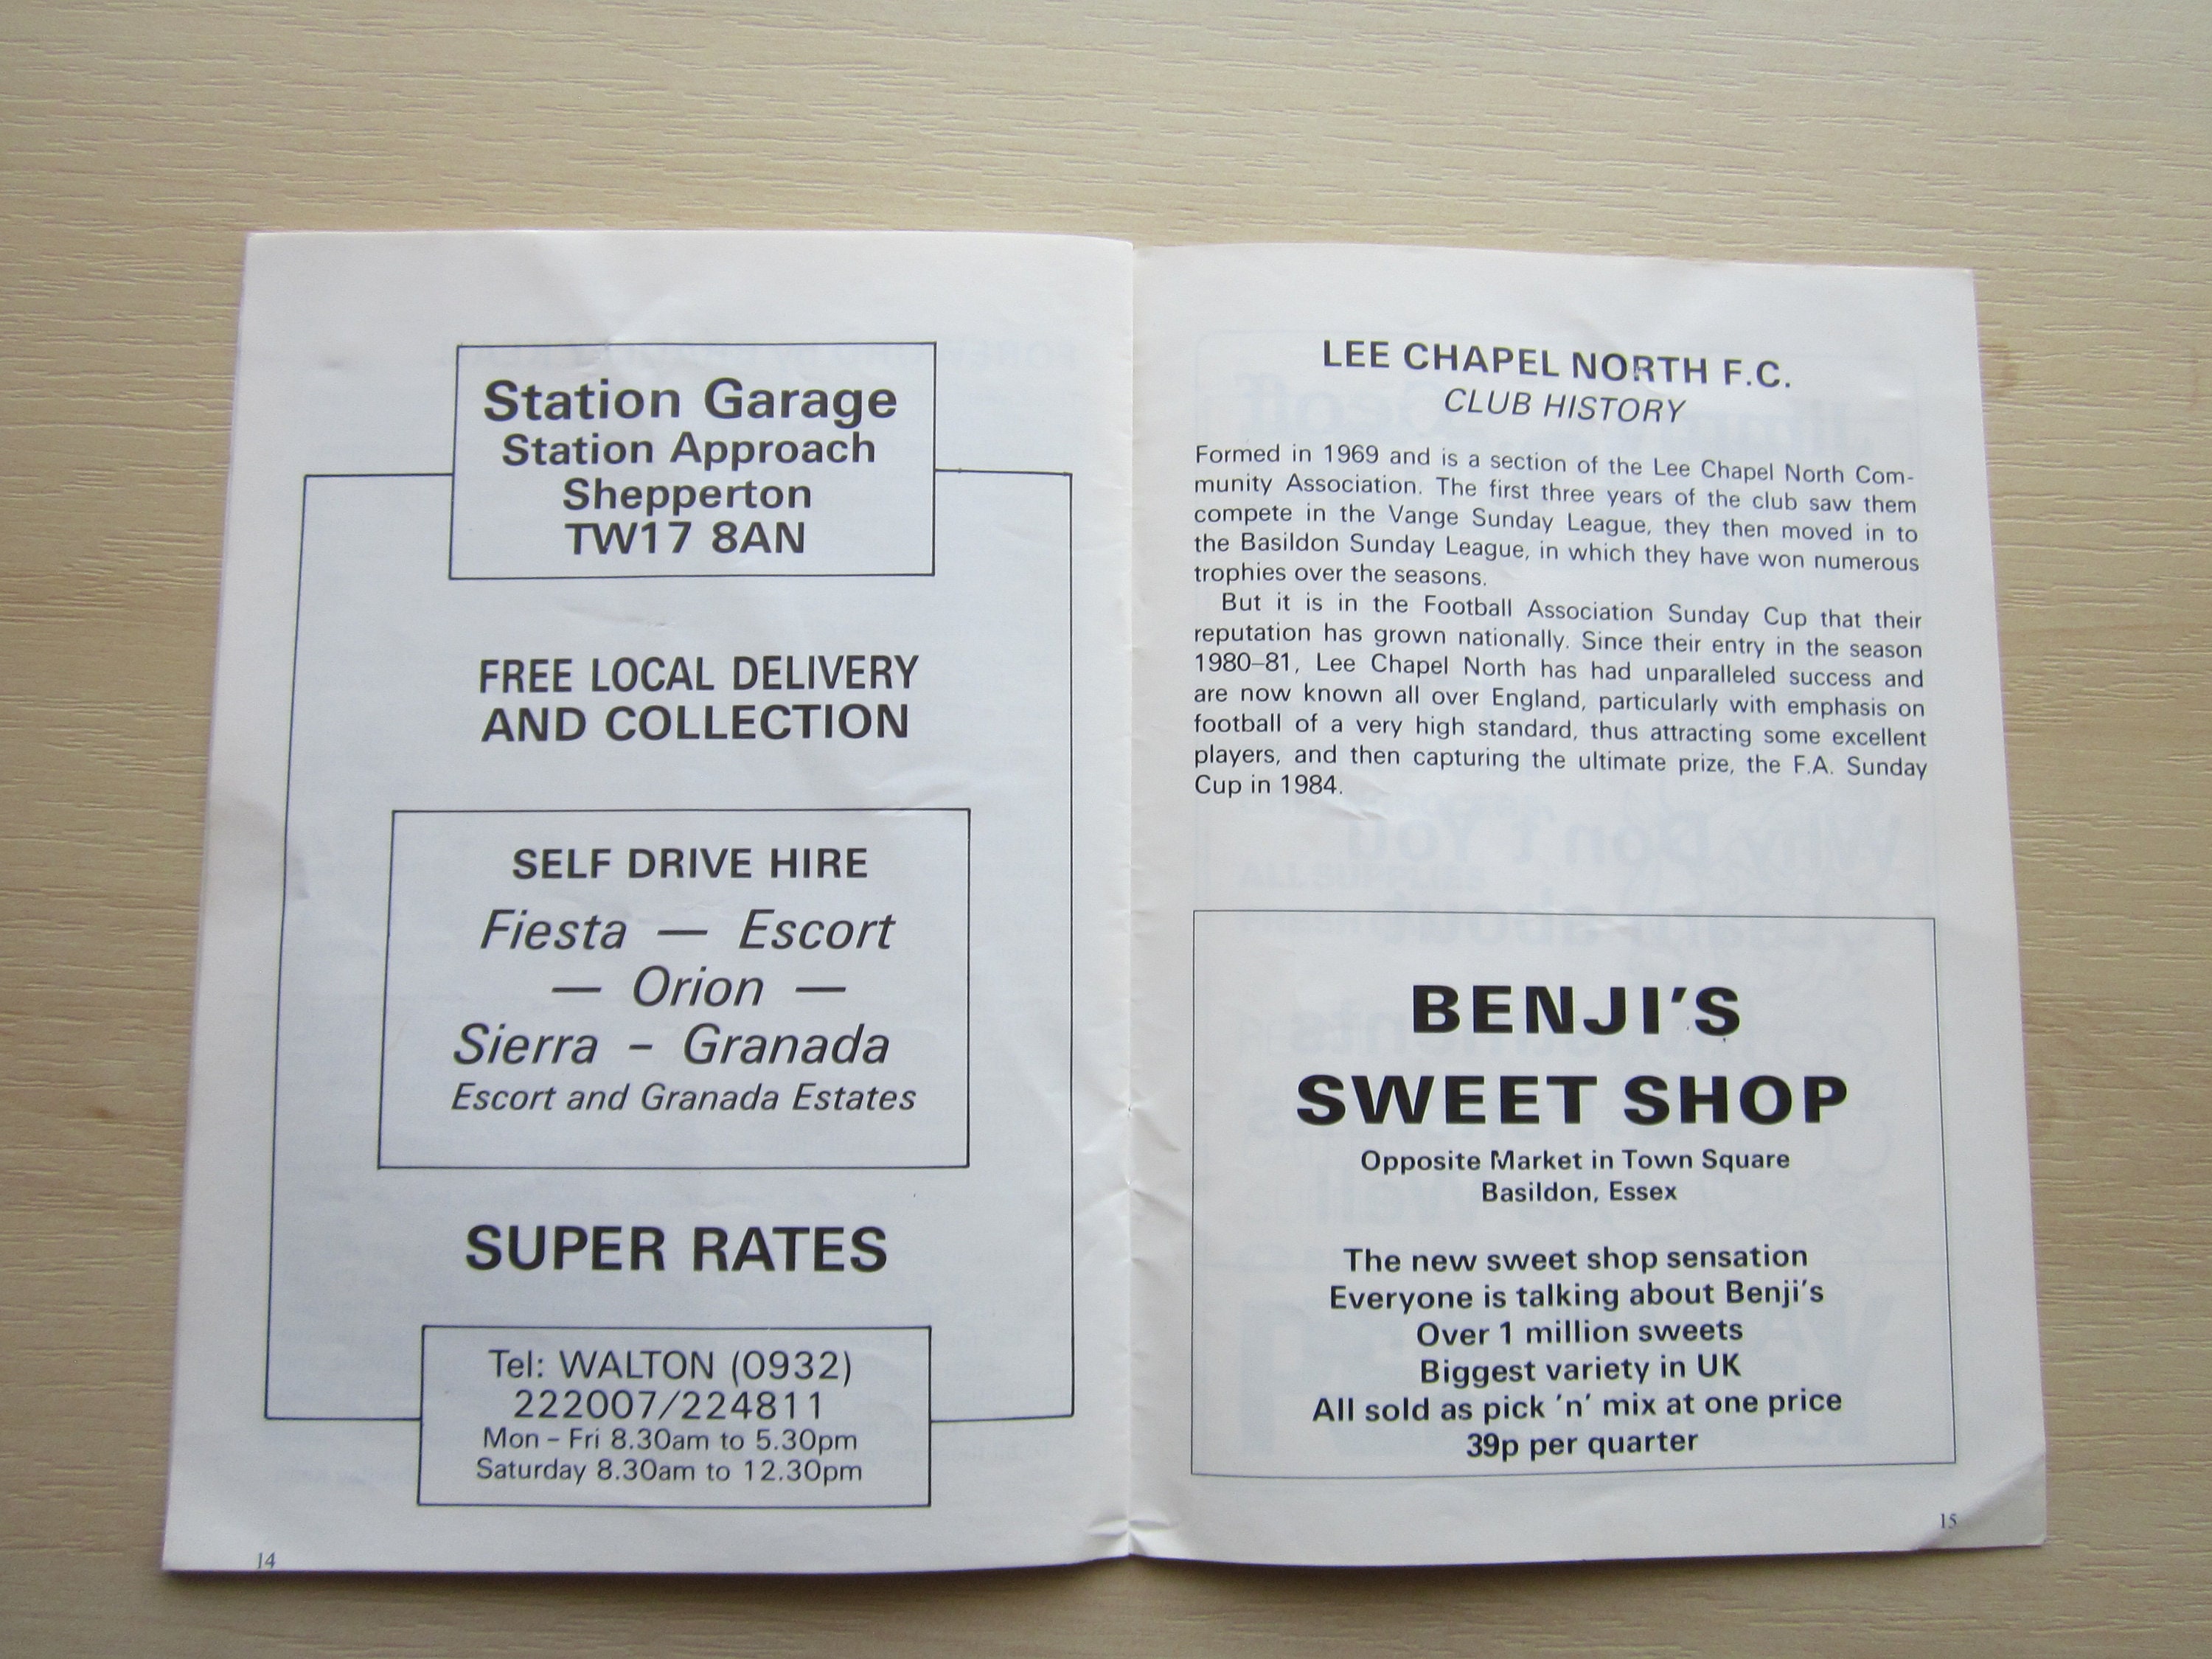 Station Garage
Station Approach
Shepperton
TW17 8AN
FREE LOCAL DELIVERY
AND COLLECTION
SELF DRIVE HIRE
Fiesta — Escort
— Orion —
Sierra – Granada
Escort and Granada Estates
SUPER RATES
Tel: WALTON (0932)
222007/224811
Mon – Fri 8.30am to 5.30pm
Saturday 8.30am to 12.30pm
14
LEE CHAPEL NORTH F.C.
CLUB HISTORY
Formed in 1969 and is a section of the Lee Chapel North Com-
munity Association. The first three years of the club saw them
compete in the Vange Sunday League, they then moved in to
the Basildon Sunday League, in which they have won numerous
trophies over the seasons.
But it is in the Football Association Sunday Cup that their
reputation has grown nationally. Since their entry in the season
1980–81, Lee Chapel North has had unparalleled success and
are now known all over England, particularly with emphasis on
football of a very high standard, thus attracting some excellent
players, and then capturing the ultimate prize, the F.A. Sunday
Cup in 1984.
BENJI'S
SWEET SHOP
Opposite Market in Town Square
Basildon, Essex
The new sweet shop sensation
Everyone is talking about Benji's
Over 1 million sweets
Biggest variety in UK
All sold as pick 'n' mix at one price
39p per quarter
15